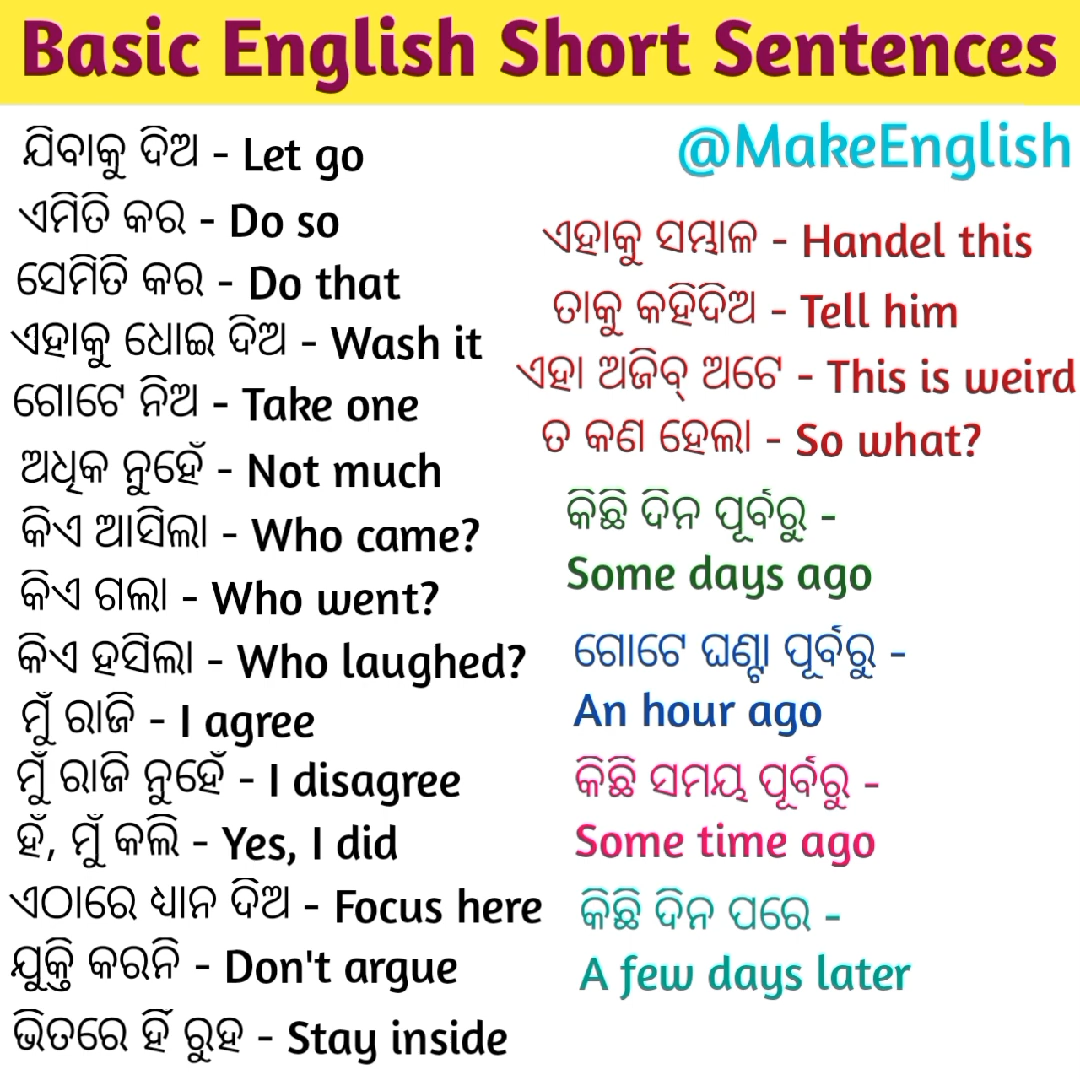 Basic English Short Sentences
ଯିବାକୁ ଦିଅ - Let go
ଏମିତି କର - Do so
ସେମିତି କର - Do that
ଏହାକୁ ଧୋଇ ଦିଅ - Wash it
ଗୋଟେ ନିଅ - Take one
ଅଧିକ ନୁହେଁ - Not much
କିଏ ଆସିଲା - Who came?
କିଏ ଗଲା - Who went?
କିଏ ହସିଲା - Who laughed?
ମୁଁ ରାଜି - I agree
ମୁଁ ରାଜି ନୁହେଁ - I disagree
ହଁ, ମୁଁ କଲି - Yes, I did
ଏଠାରେ ଧ୍ୟାନ ଦିଅ - Focus here
ଯୁକ୍ତି କରନି - Don't argue
ଭିତରେ ହିଁ ରୁହ - Stay inside
@MakeEnglish
ଏହାକୁ ସମ୍ଭାଳ - Handel this
ତାକୁ କହିଦିଅ - Tell him
ଏହା ଅଜିବ୍ ଅଟେ - This is weird
ତ କଣ ହେଲା - So what?
କିଛି ଦିନ ପୂର୍ବରୁ -
Some days ago
ଗୋଟେ ଘଣ୍ଟା ପୂର୍ବରୁ -
An hour ago
କିଛି ସମୟ ପୂର୍ବରୁ -
Some time ago
କିଛି ଦିନ ପରେ -
A few days later